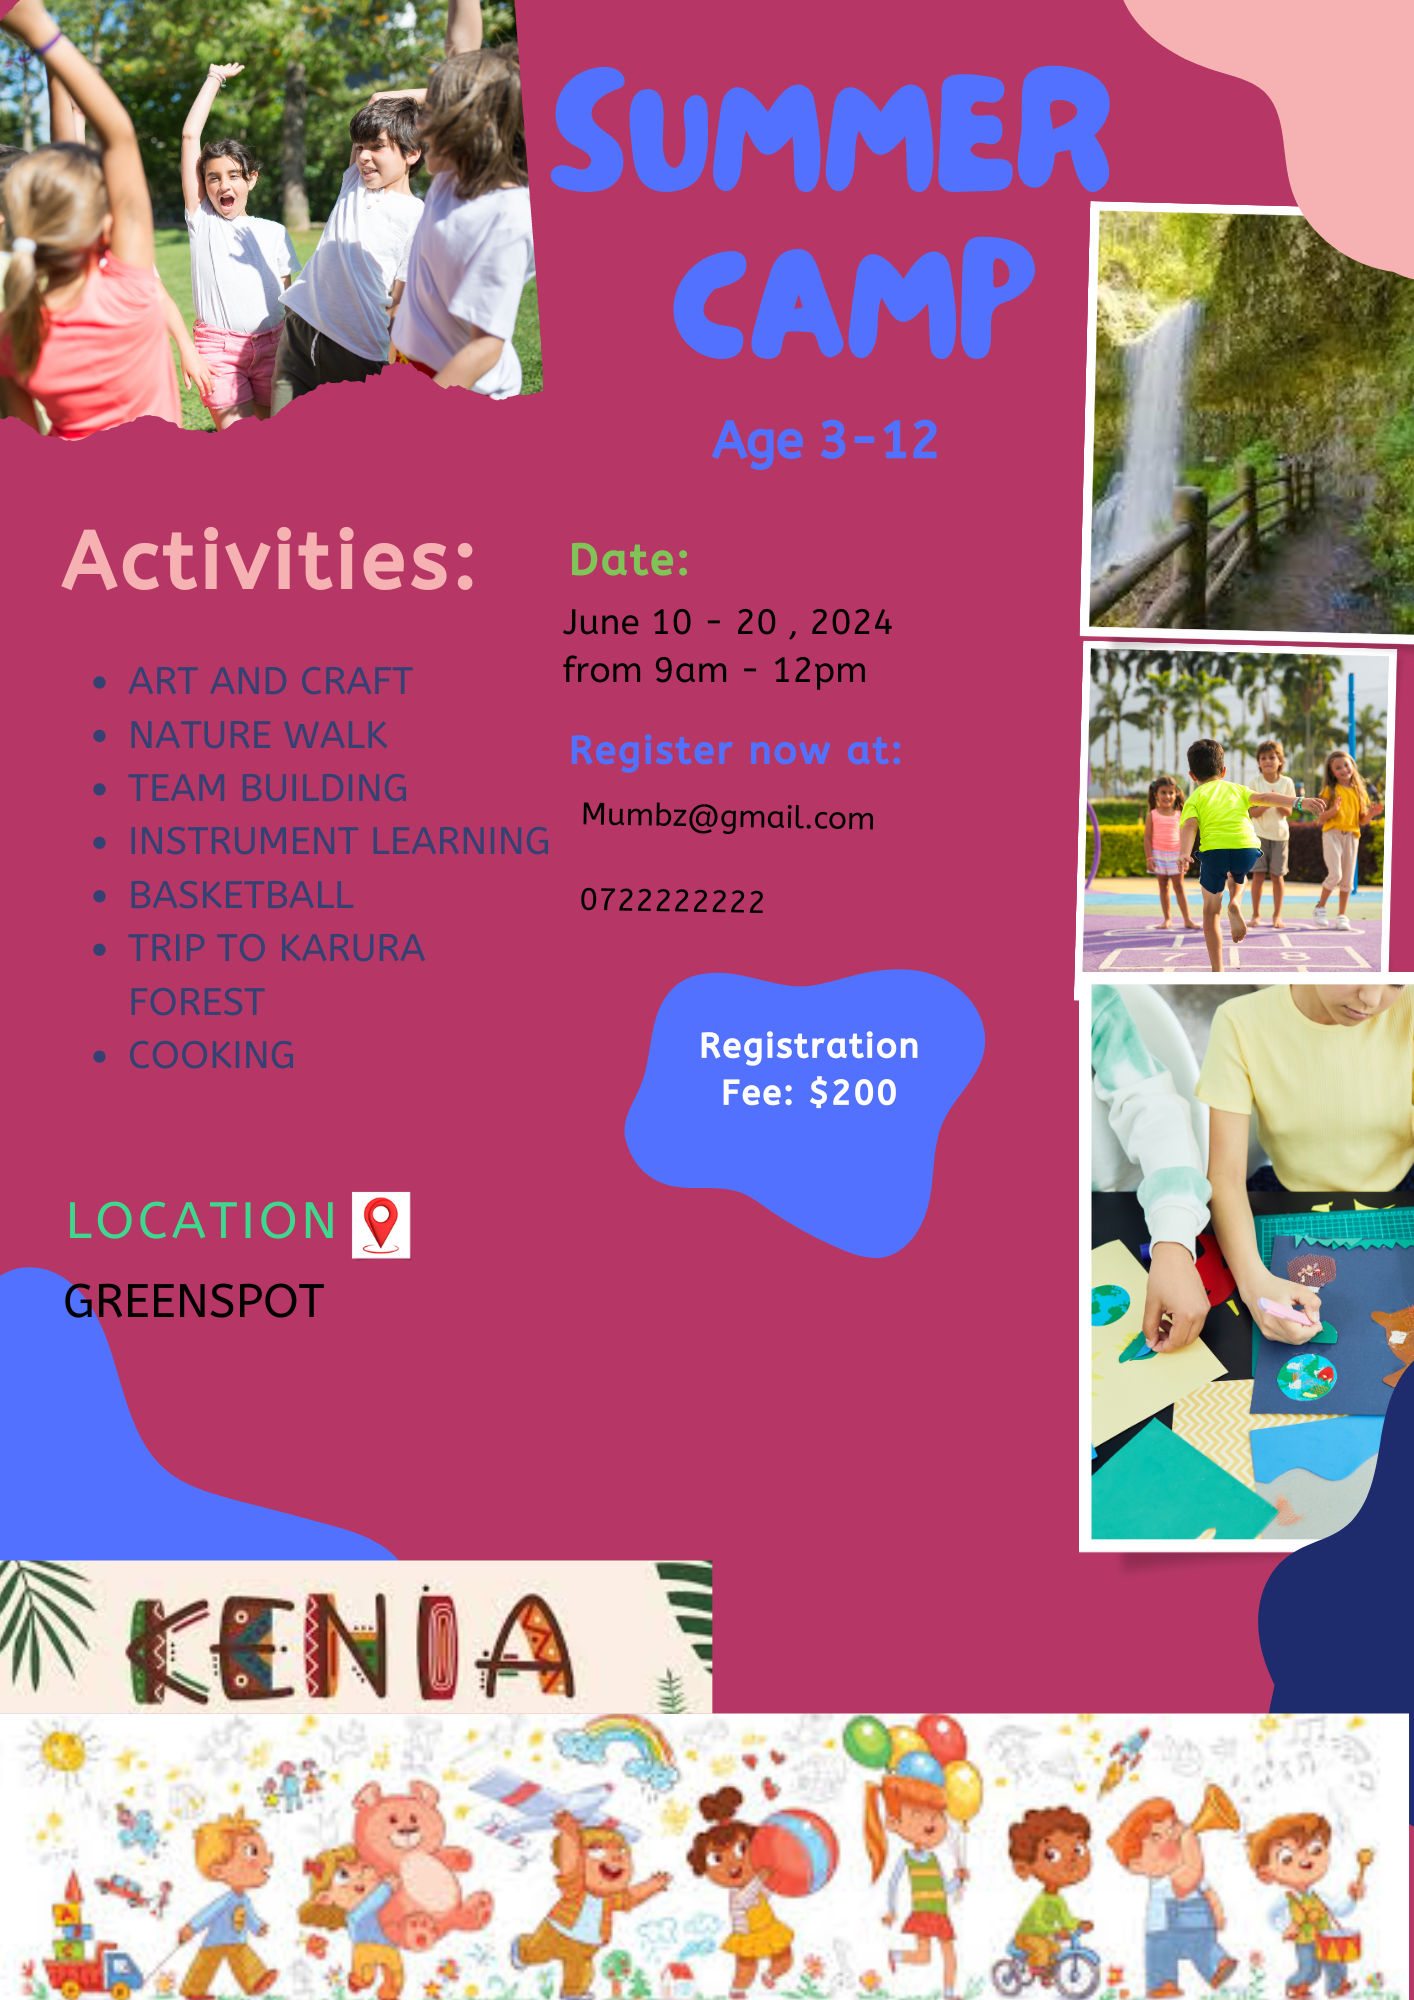 SUMMER
CAMP
Age 3-12
Activities:
ART AND CRAFT
NATURE WALK
TEAM BUILDING
INSTRUMENT LEARNING
BASKETBALL
TRIP TO KARURA
FOREST
COOKING
Date:
June 10 - 20 , 2024
from 9am - 12pm
Register now at:
Mumbz@gmail.com
0722222222
Registration
Fee: $200
7 8
LOCATION
GREENSPOT
KENIA